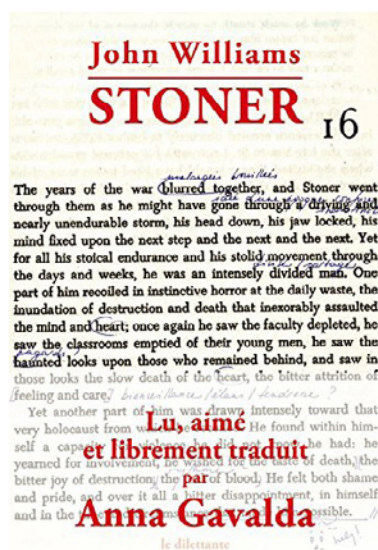 John Williams
STONER
16
The years of the war blurred together, and Stoner went
through them as he might have gone through a driving and
nearly unendurable storm, his head down, his jaw locked, his
mind fixed upon the next step and the next and the next. Yet
for all his stoical endurance and his stolid movement through
the days and weeks, he was an intensely divided man. One
part of him recoiled in instinctive horror at the daily waste, the
inundation of destruction and death that inexorably assaulted
the mind and heart; once again he saw the faculty depleted, he
saw the classrooms emptied of their young men, he saw the
haunted looks upon those who remained behind, and saw in
those looks the slow death of the heart, the bitter attrition of
feeling and care.
Yet another part of him was drawn intensely toward that
very holocaust from He found within him-
Lu, aimé
self a he had: he
et librement traduit
yearned for involvement, he wished for the taste of death, the
par
bitter joy of destruction, the of blood. He felt both shame
and pride, and over it all a bitter disappointment, in himself
Anna Gavalda
and in the possible.
le dilettante